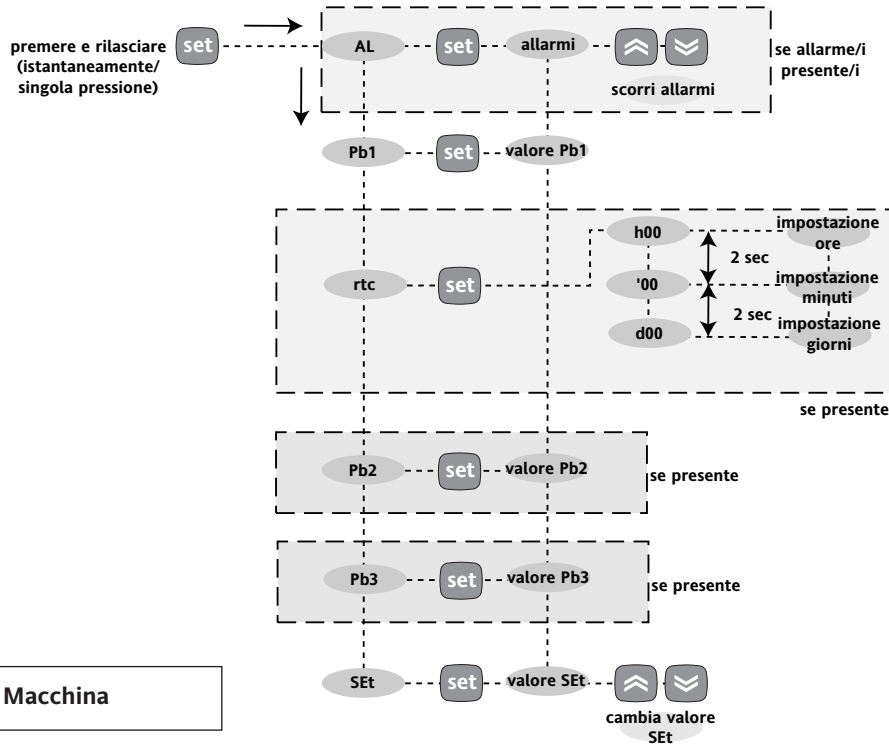 premere e rilasciare
(istantaneamente/
singola pressione)
set
AL
set
allarmi
scorri allarmi
se allarme/i
presente/i
Pb1
set
valore Pb1
rtc
set
h00
impostazione
ore
2 sec
'00
impostazione
minuti
2 sec
d00
impostazione
giorni
se presente
Pb2
set
valore Pb2
se presente
Pb3
set
valore Pb3
se presente
SEt
set
valore SEt
cambia valore
SEt
Macchina